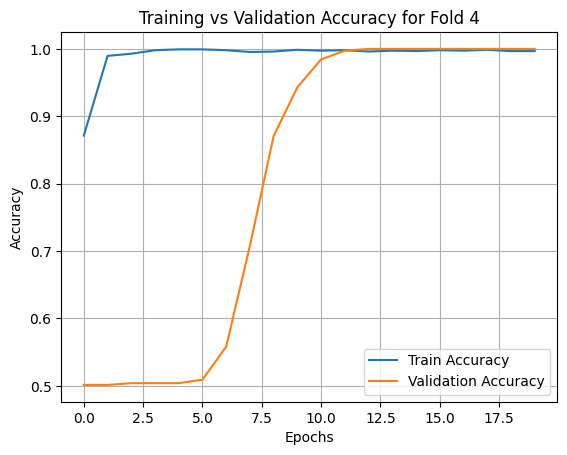 Training vs Validation Accuracy for Fold 4
1.0
0.9
0.8
0.7
0.6
0.5
Accuracy
Train Accuracy
Validation Accuracy
0.0 2.5 5.0 7.5 10.0 12.5 15.0 17.5
Epochs